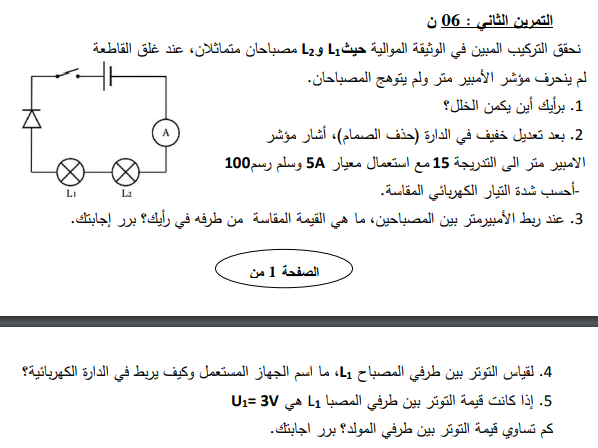 التمرين الثاني : 06 ن
نحقق التركيب المبين في الوثيقة الموالية حيث L₁ و L₂ مصباحان متماثلان، عند غلق القاطعة
لم ينحرف مؤشر الأمبير متر ولم يتوهج المصباحان.
1. برأيك أين يكمن الخلل؟
2. بعد تعديل خفيف في الدارة (حذف الصمام)، أشار مؤشر
الامبير متر الى التدريجة 15 مع استعمال معيار 5A وسلم رسم100
-أحسب شدة التيار الكهربائي المقاسة.
3. عند ربط الأمبيرمتر بين المصباحين، ما هي القيمة المقاسة من طرفه في رأيك؟ برر إجابتك.
A
L₁ L₂
الصفحة 1 من
4. لقياس التوتر بين طرفي المصباح L₁، ما اسم الجهاز المستعمل وكيف يربط في الدارة الكهربائية؟
5. إذا كانت قيمة التوتر بين طرفي المصبا L₁ هي U₁= 3V
كم تساوي قيمة التوتر بين طرفي المولد؟ برر اجابتك.